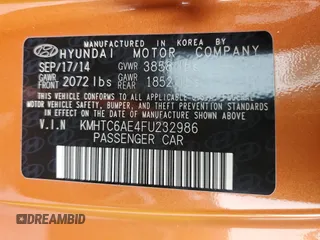 MANUFACTURED IN KOREA BY
HYUNDAI MOTOR COMPANY
SEP/17/14 GVWR
GAWR FRONT 2072 lbs GAWR REAR
THIS VEHICLE CONFORMS TO ALL APPLICABLE
FEDERAL MOTOR VEHICLE SAFETY, BUMPER, AND
THEFT PREVENTION STANDARDS IN EFFECT ON
THE DATE OF MANUFACTURE SHOWN ABOVE.
V.I.N KMHTC6AE4FU232986
PASSENGER CAR
DREAMBID